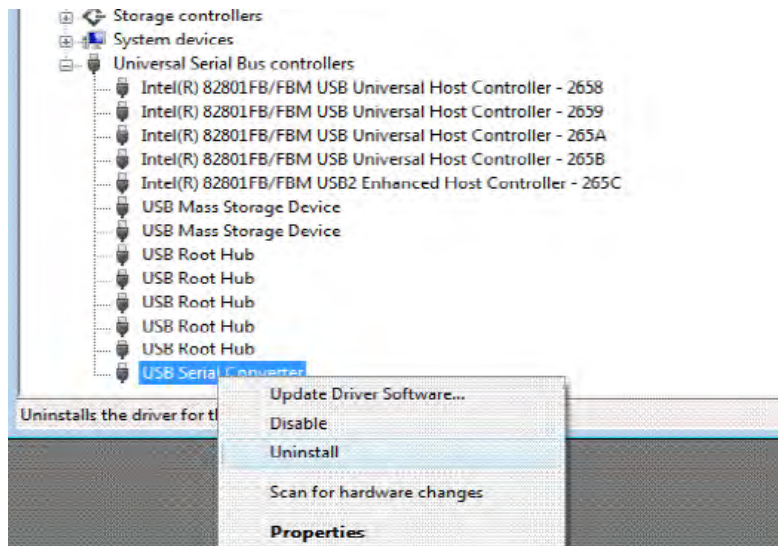 Storage controllers
System devices
Universal Serial Bus controllers
Intel(R) 82801FB/FBM USB Universal Host Controller - 2658
Intel(R) 82801FB/FBM USB Universal Host Controller - 2659
Intel(R) 82801FB/FBM USB Universal Host Controller - 265A
Intel(R) 82801FB/FBM USB Universal Host Controller - 265B
Intel(R) 82801FB/FBM USB2 Enhanced Host Controller - 265C
USB Mass Storage Device
USB Mass Storage Device
USB Root Hub
USB Root Hub
USB Root Hub
USB Root Hub
USB Root Hub
USB Serial Converter
Update Driver Software...
Uninstalls the driver for t
Disable
Uninstall
Scan for hardware changes
Properties